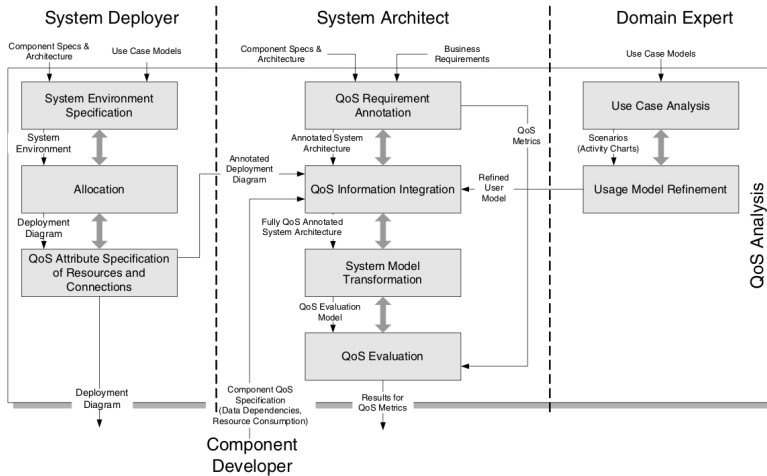 System Deployer
System Architect
Domain Expert
Component Specs &
Architecture
Use Case Models
Component Specs &
Architecture
Business
Requirements
Use Case Models
System Environment
Specification
QoS Requirement
Annotation
Use Case Analysis
System
Environment
Annotated System
Architecture
QoS
Metrics
Scenarios
(Activity Charts)
Annotated
Deployment
Diagram
Allocation
QoS Information Integration
Refined
User
Model
Usage Model Refinement
Deployment
Diagram
Fully QoS Annotated
System Architecture
QoS Attribute Specification
of Resources and
Connections
System Model
Transformation
QoS Analysis
QoS Evaluation
Model
QoS Evaluation
Deployment
Diagram
Component QoS
Specification
(Data Dependencies,
Resource Consumption)
Results for
QoS Metrics
Component
Developer